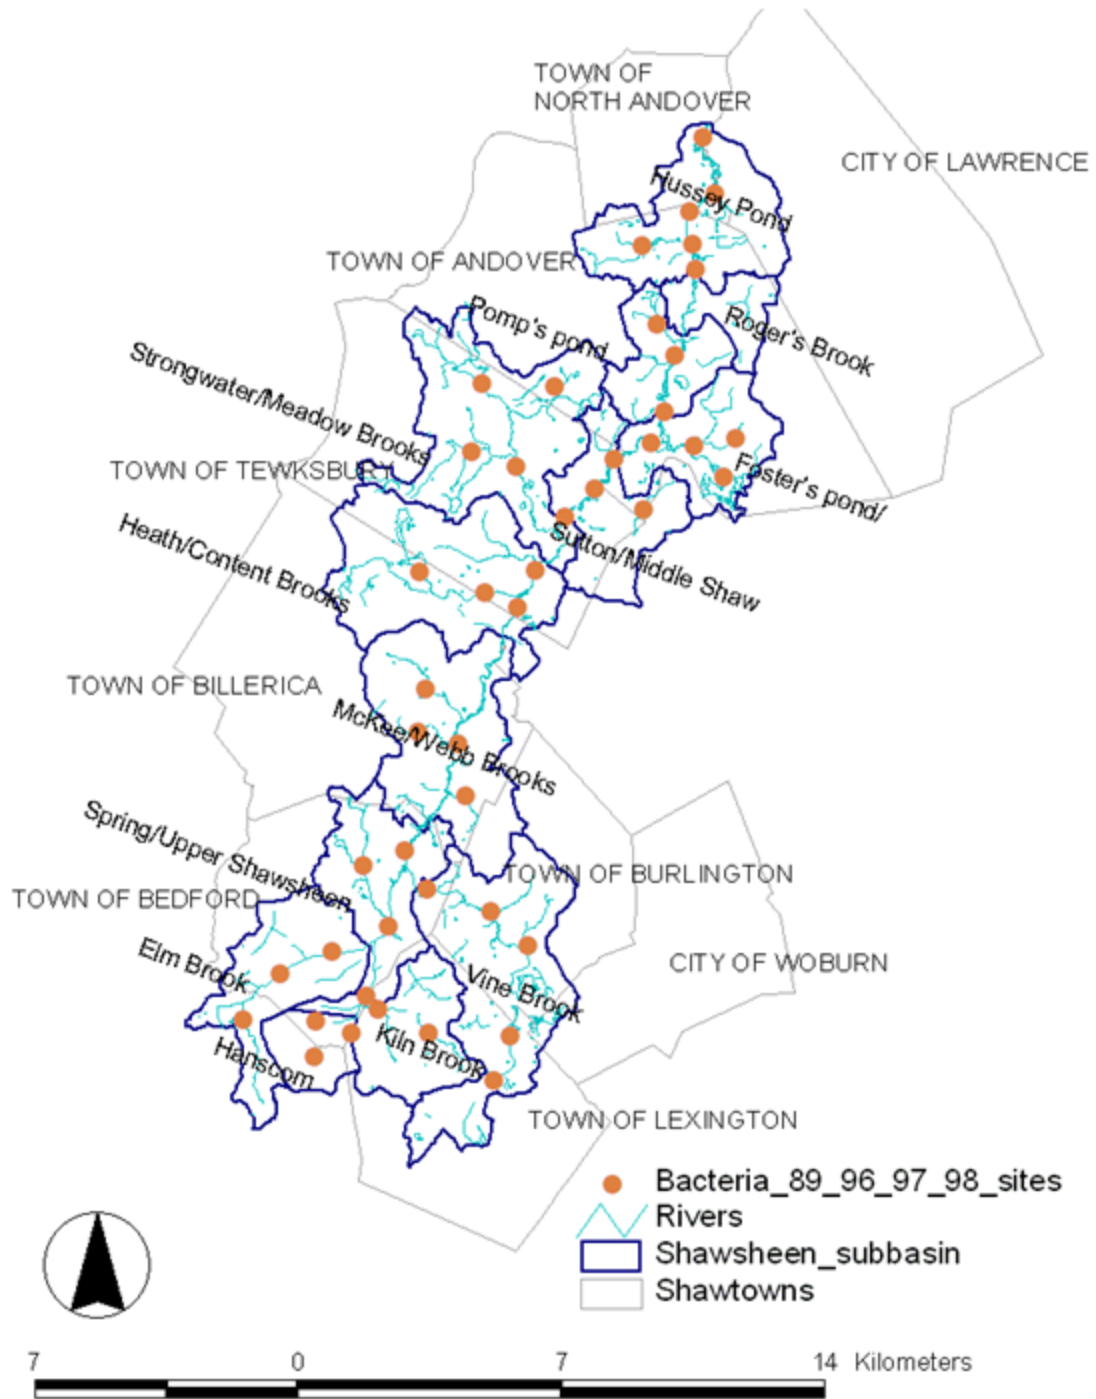 TOWN OF
NORTH ANDOVER
CITY OF LAWRENCE
Hussey Pond
TOWN OF ANDOVER
Pomp's pond
Roger's Brook
Strongwater/Meadow Brooks
TOWN OF TEWKSBURY
Foster's pond/
Heath/Content Brooks
Sutton/Middle Shaw
TOWN OF BILLERICA
McKee/Webb Brooks
Spring/Upper Shawsheen
TOWN OF BURLINGTON
TOWN OF BEDFORD
Elm Brook
CITY OF WOBURN
Vine Brook
Kiln Brook
Hanscom
TOWN OF LEXINGTON
Bacteria_89_96_97_98_sites
Rivers
Shawsheen_subbasin
Shawtowns
7 0 7 14 Kilometers